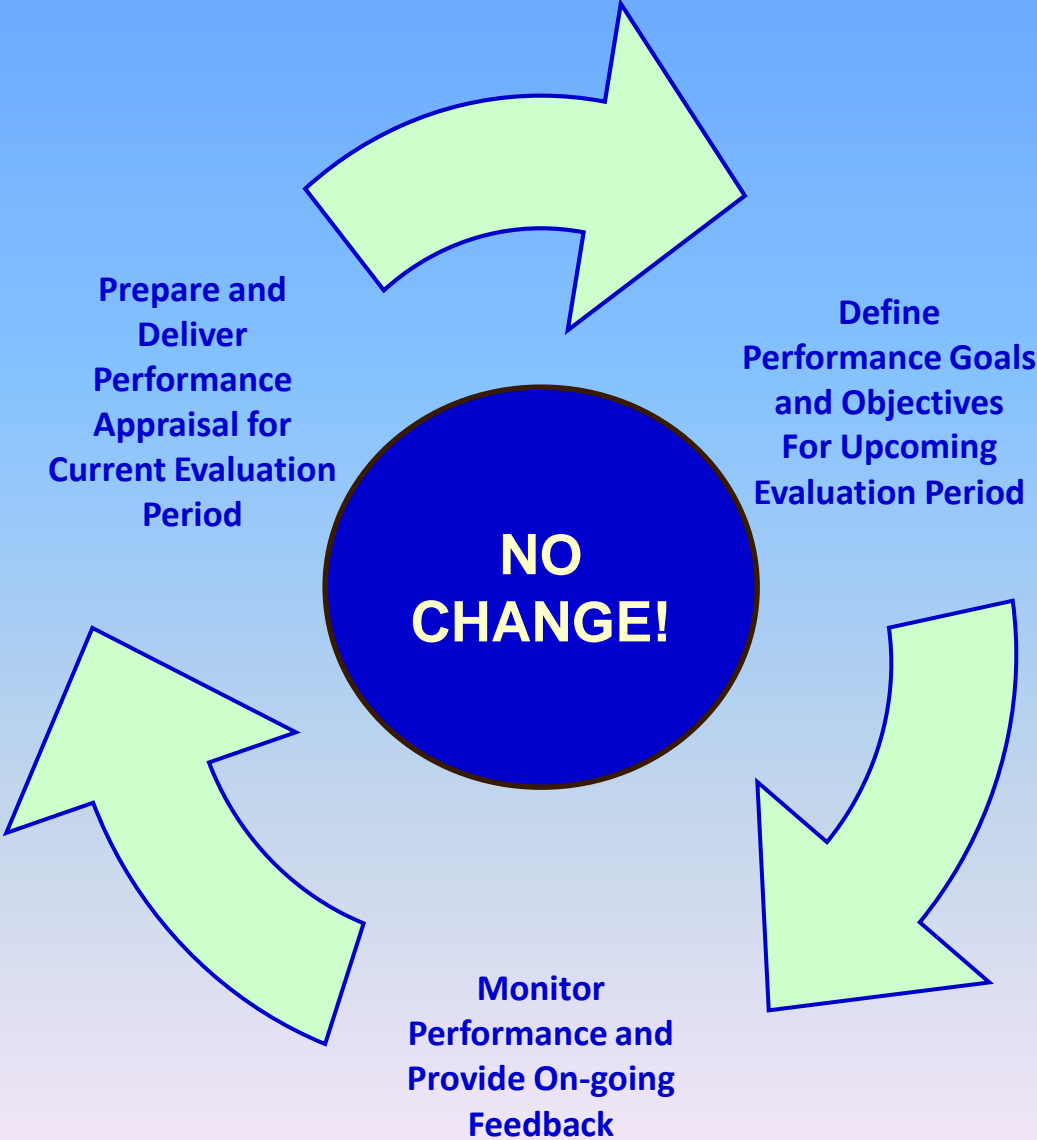 Prepare and
Deliver
Performance
Appraisal for
Current Evaluation
Period
Define
Performance Goals
and Objectives
For Upcoming
Evaluation Period
NO
CHANGE!
Monitor
Performance and
Provide On-going
Feedback